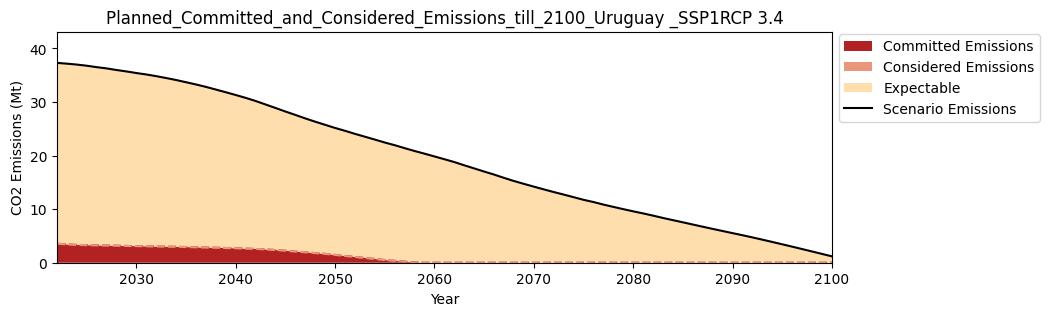 Planned_Committed_and_Considered_Emissions_till_2100_Uruguay _SSP1RCP 3.4
Committed Emissions
Considered Emissions
Expectable
Scenario Emissions
CO2 Emissions (Mt)
40
30
20
10
0
2030 2040 2050 2060 2070 2080 2090 2100
Year